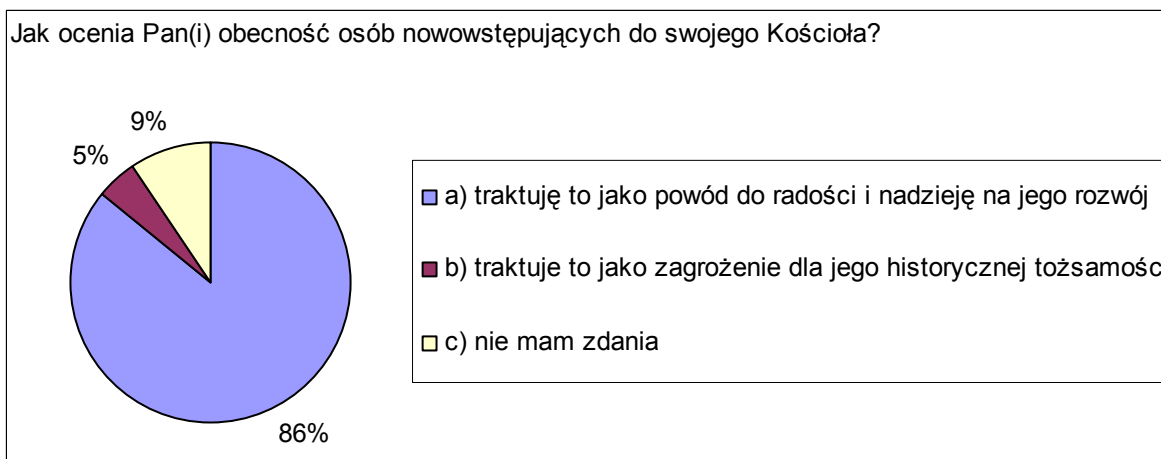 Jak ocenia Pan(i) obecność osób nowowstępujących do swojego Kościoła?
9%
5%
86%
a) traktuję to jako powód do radości i nadzieję na jego rozwój
b) traktuje to jako zagrożenie dla jego historycznej tożsamośc
c) nie mam zdania